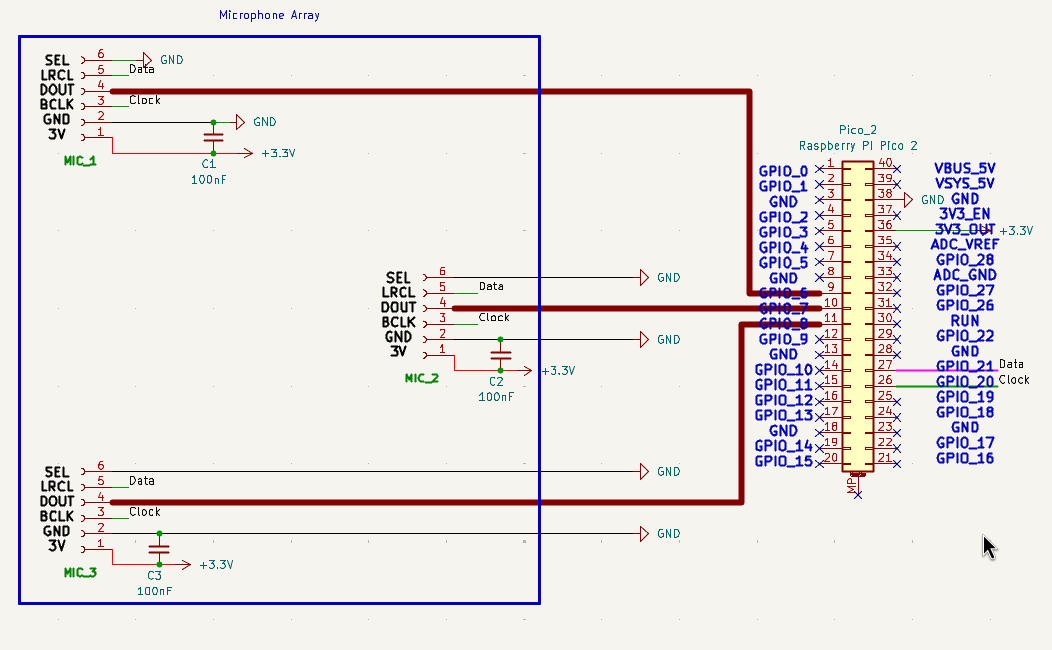 Microphone Array
SEL 6 GND
LRCL 5 Data
DOUT 4
BCLK 3 Clock
GND 2 GND
3V 1 +3.3V
MIC_1
C1
100nF
SEL 6 GND
LRCL 5 Data
DOUT 4
BCLK 3 Clock
GND 2 GND
3V 1 +3.3V
MIC_2
C2
100nF
SEL 6 GND
LRCL 5 Data
DOUT 4
BCLK 3 Clock
GND 2 GND
3V 1 +3.3V
MIC_3
C3
100nF
Pico_2
Raspberry Pi Pico 2
GPIO_0 1 40 VBUS_5V
GPIO_1 2 39 VSYS_5V
GND 3 38 GND GND
GPIO_2 4 37 3V3_EN
GPIO_3 5 36 3V3_OUT +3.3V
GPIO_4 6 35 ADC_VREF
GPIO_5 7 34 GPIO_28
GND 8 33 ADC_GND
GPIO_6 9 32 GPIO_27
GPIO_7 10 31 GPIO_26
GPIO_8 11 30 RUN
GPIO_9 12 29 GPIO_22
GND 13 28 GND
GPIO_10 14 27 GPIO_21 Data
GPIO_11 15 26 GPIO_20 Clock
GPIO_12 16 25 GPIO_19
GPIO_13 17 24 GPIO_18
GND 18 23 GND
GPIO_14 19 22 GPIO_17
GPIO_15 20 21 GPIO_16
MP